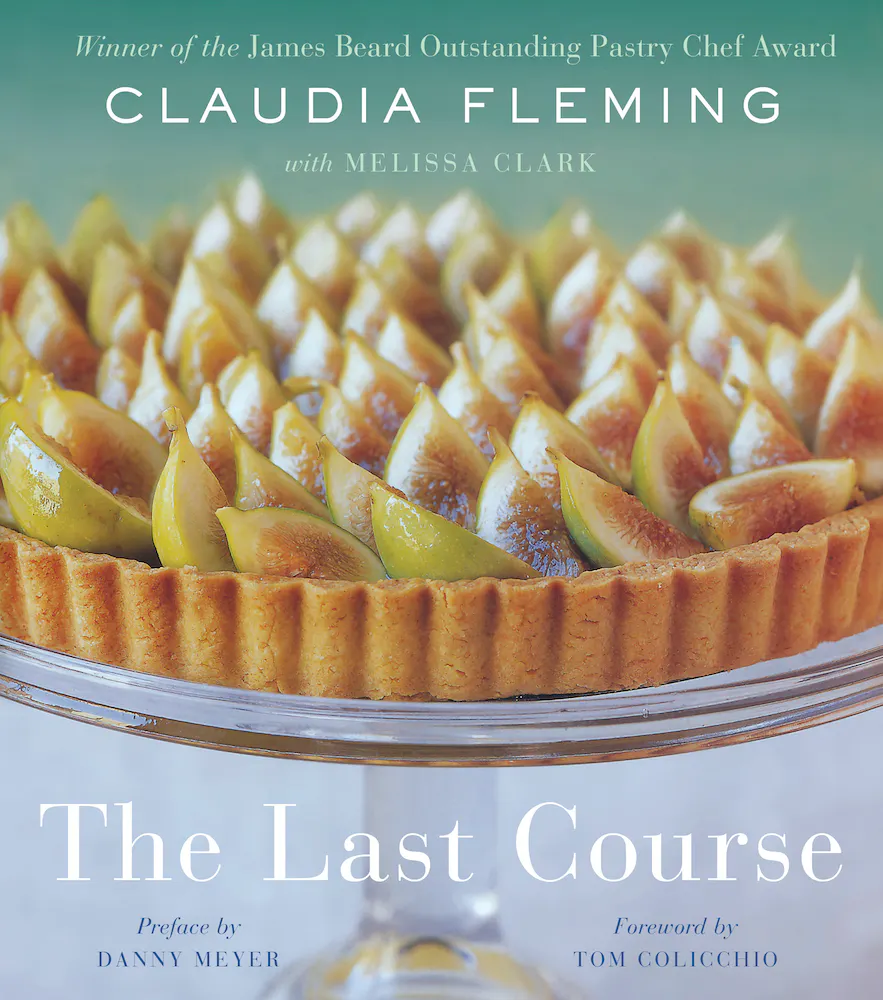 Winner of the James Beard Outstanding Pastry Chef Award
CLAUDIA FLEMING
with MELISSA CLARK
The Last Course
Preface by
DANNY MEYER
Foreword by
TOM COLICCHIO